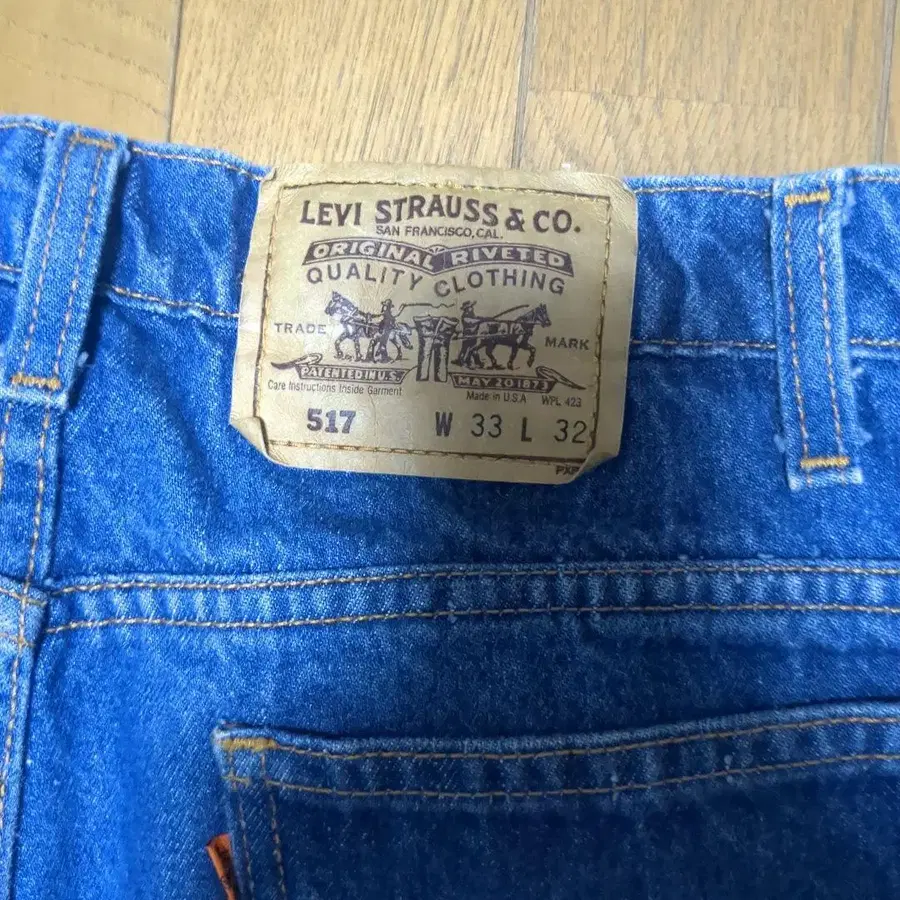 LEVI STRAUSS & CO.
SAN FRANCISCO, CAL.
ORIGINAL RIVETED
QUALITY CLOTHING
TRADE MARK
PATENTED IN U.S. MAY 20 1873
Care Instructions Inside Garment Made in U.S.A WPL 423
517 W 33 L 32